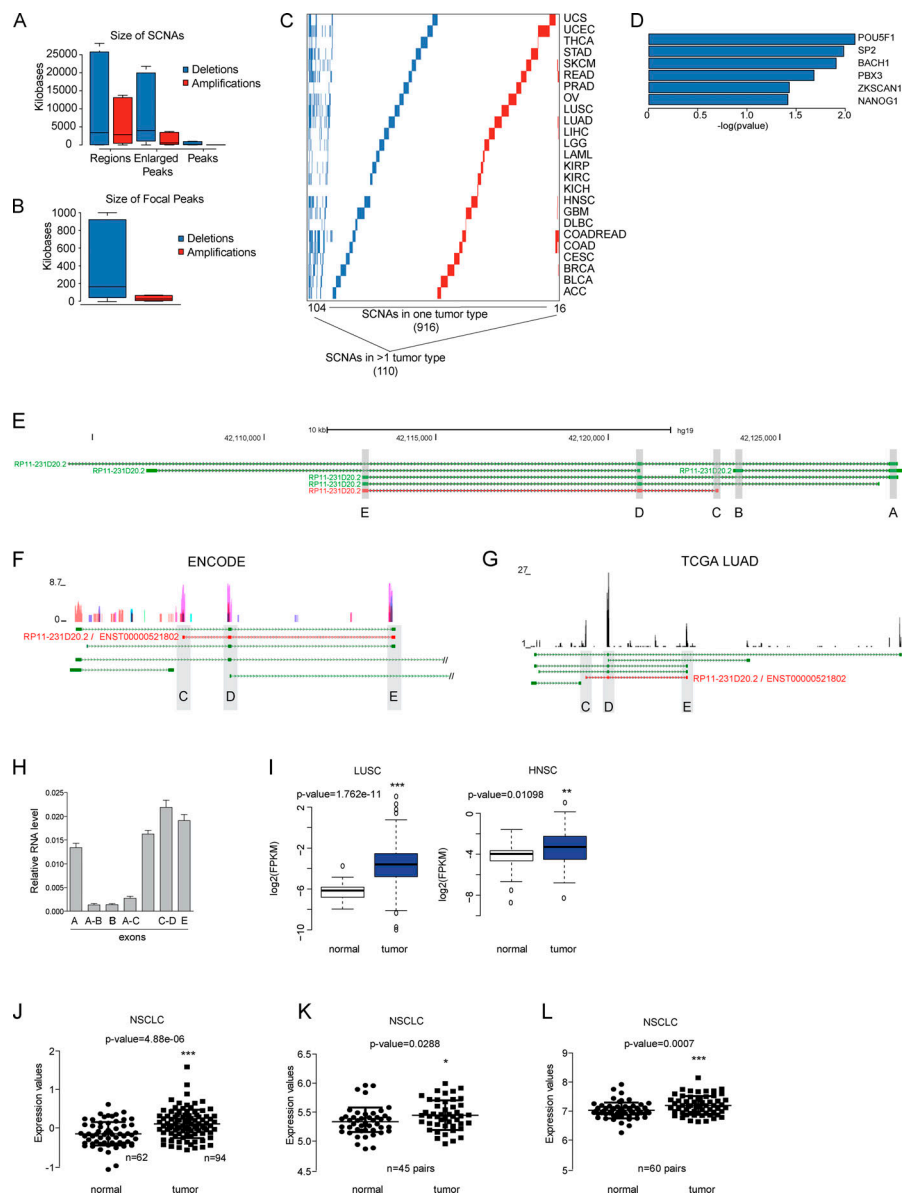 A
Size of SCNAs
Kilobases
25000
20000
15000
10000
5000
0
Deletions
Amplifications
Regions
Enlarged Peaks
Peaks
B
Size of Focal Peaks
Kilobases
1000
800
600
400
200
0
Deletions
Amplifications
C
UCS
UCEC
THCA
STAD
SKCM
READ
PRAD
OV
LUSC
LUAD
LIHC
LGG
LAML
KIRP
KIRC
KICH
HNSC
GBM
DLBC
COADREAD
COAD
CESC
BRCA
BLCA
ACC
104
16
SCNAs in one tumor type
(916)
SCNAs in >1 tumor type
(110)
D
POU5F1
SP2
BACH1
PBX3
ZKSCAN1
NANOG1
0 0.5 1.0 1.5 2.0
-log(pvalue)
E
10 kb hg19
42,110,000 42,115,000 42,120,000 42,125,000
RP11-231D20.2
RP11-231D20.2 RP11-231D20.2
RP11-231D20.2
RP11-231D20.2
RP11-231D20.2
E D C B A
F
ENCODE
8.7_
0_
RP11-231D20.2 / ENST00000521802
//
//
C D E
G
TCGA LUAD
27_
1_
RP11-231D20.2 / ENST00000521802
C D E
H
Relative RNA level
0.025
0.020
0.015
0.010
0.005
0.000
A A-B B A-C C-D E
exons
I
LUSC
p-value=1.762e-11
***
log2(FPKM)
2
-2
-6
-10
normal tumor
HNSC
p-value=0.01098
**
log2(FPKM)
2
0
-4
-8
normal tumor
J
NSCLC
p-value=4.88e-06
***
Expression values
2
1
0
-1
n=62
n=94
normal tumor
K
NSCLC
p-value=0.0288
*
Expression values
6.5
6.0
5.5
5.0
4.5
n=45 pairs
normal tumor
L
NSCLC
p-value=0.0007
***
Expression values
9
8
7
6
5
n=60 pairs
normal tumor